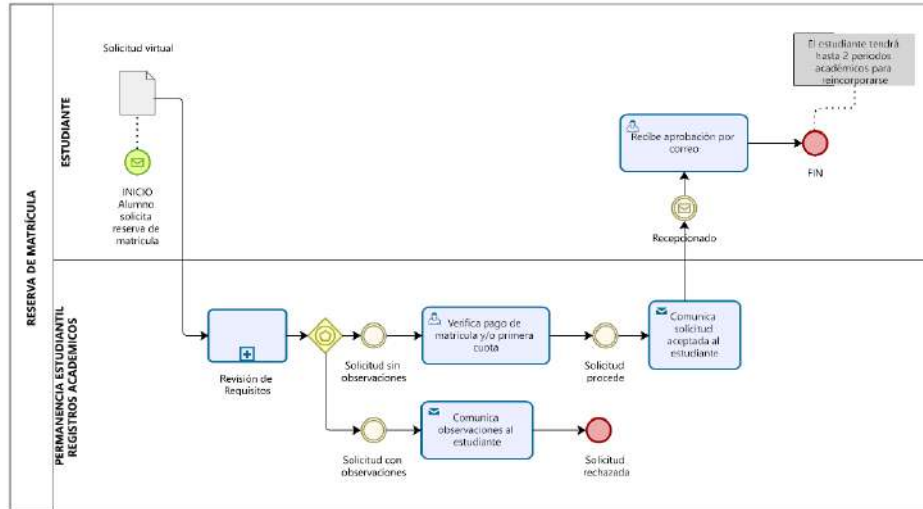 RESERVA DE MATRÍCULA
ESTUDIANTE
Solicitud virtual
INICIO
Alumno
solicita
reserva de
matricula
El estudiante tendrá
hasta 2 periodos
académicos para
reincorporarse
Recibe aprobación por
correo
FIN
Recepcionado
PERMANENCIA ESTUDIANTIL
REGISTROS ACADEMICOS
Revisión de
Requisitos
Solicitud sin
observaciones
Verifica pago de
matricula y/o primera
cuota
Solicitud
procede
Comunica
solicitud
aceptada al
estudiante
Solicitud con
observaciones
Comunica
observaciones al
estudiante
Solicitud
rechazada